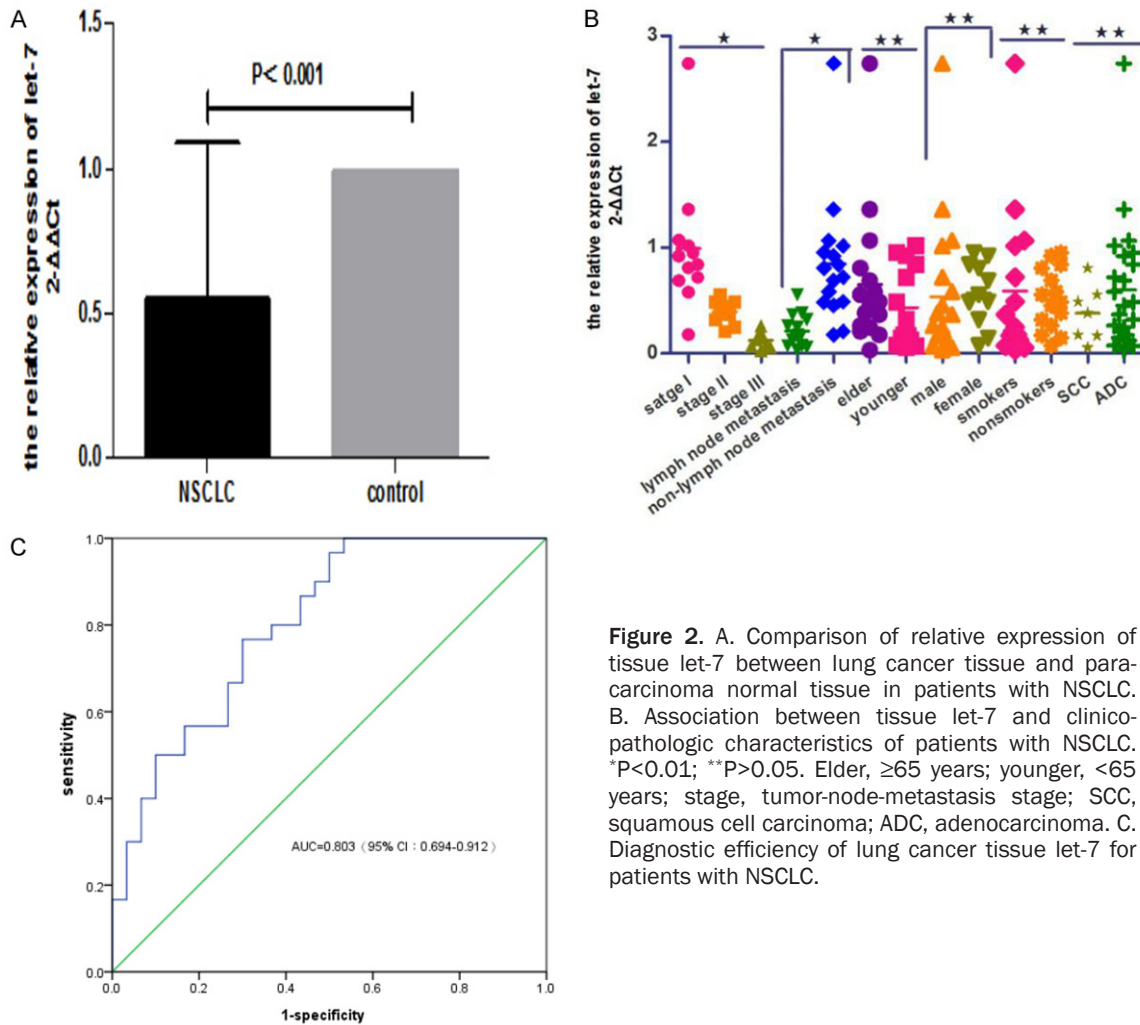 A
the relative expression of let-7
2-ΔΔCt
1.5
1.0
0.5
0.0
P< 0.001
NSCLC
control
B
the relative expression of let-7
2-ΔΔCt
3
2
1
0
★
★
★★
★★
★★
★★
satge I
stage II
stage III
lymph node metastasis
non-lymph node metastasis
elder
younger
male
female
smokers
nonsmokers
SCC
ADC
C
sensitivity
1.0
0.8
0.6
0.4
0.2
0.0
AUC=0.803（95% CI：0.694-0.912）
0.0
0.2
0.4
0.6
0.8
1.0
1-specificity
Figure 2. A. Comparison of relative expression of
tissue let-7 between lung cancer tissue and para-
carcinoma normal tissue in patients with NSCLC.
B. Association between tissue let-7 and clinico-
pathologic characteristics of patients with NSCLC.
*P<0.01; **P>0.05. Elder, ≥65 years; younger, <65
years; stage, tumor-node-metastasis stage; SCC,
squamous cell carcinoma; ADC, adenocarcinoma. C.
Diagnostic efficiency of lung cancer tissue let-7 for
patients with NSCLC.